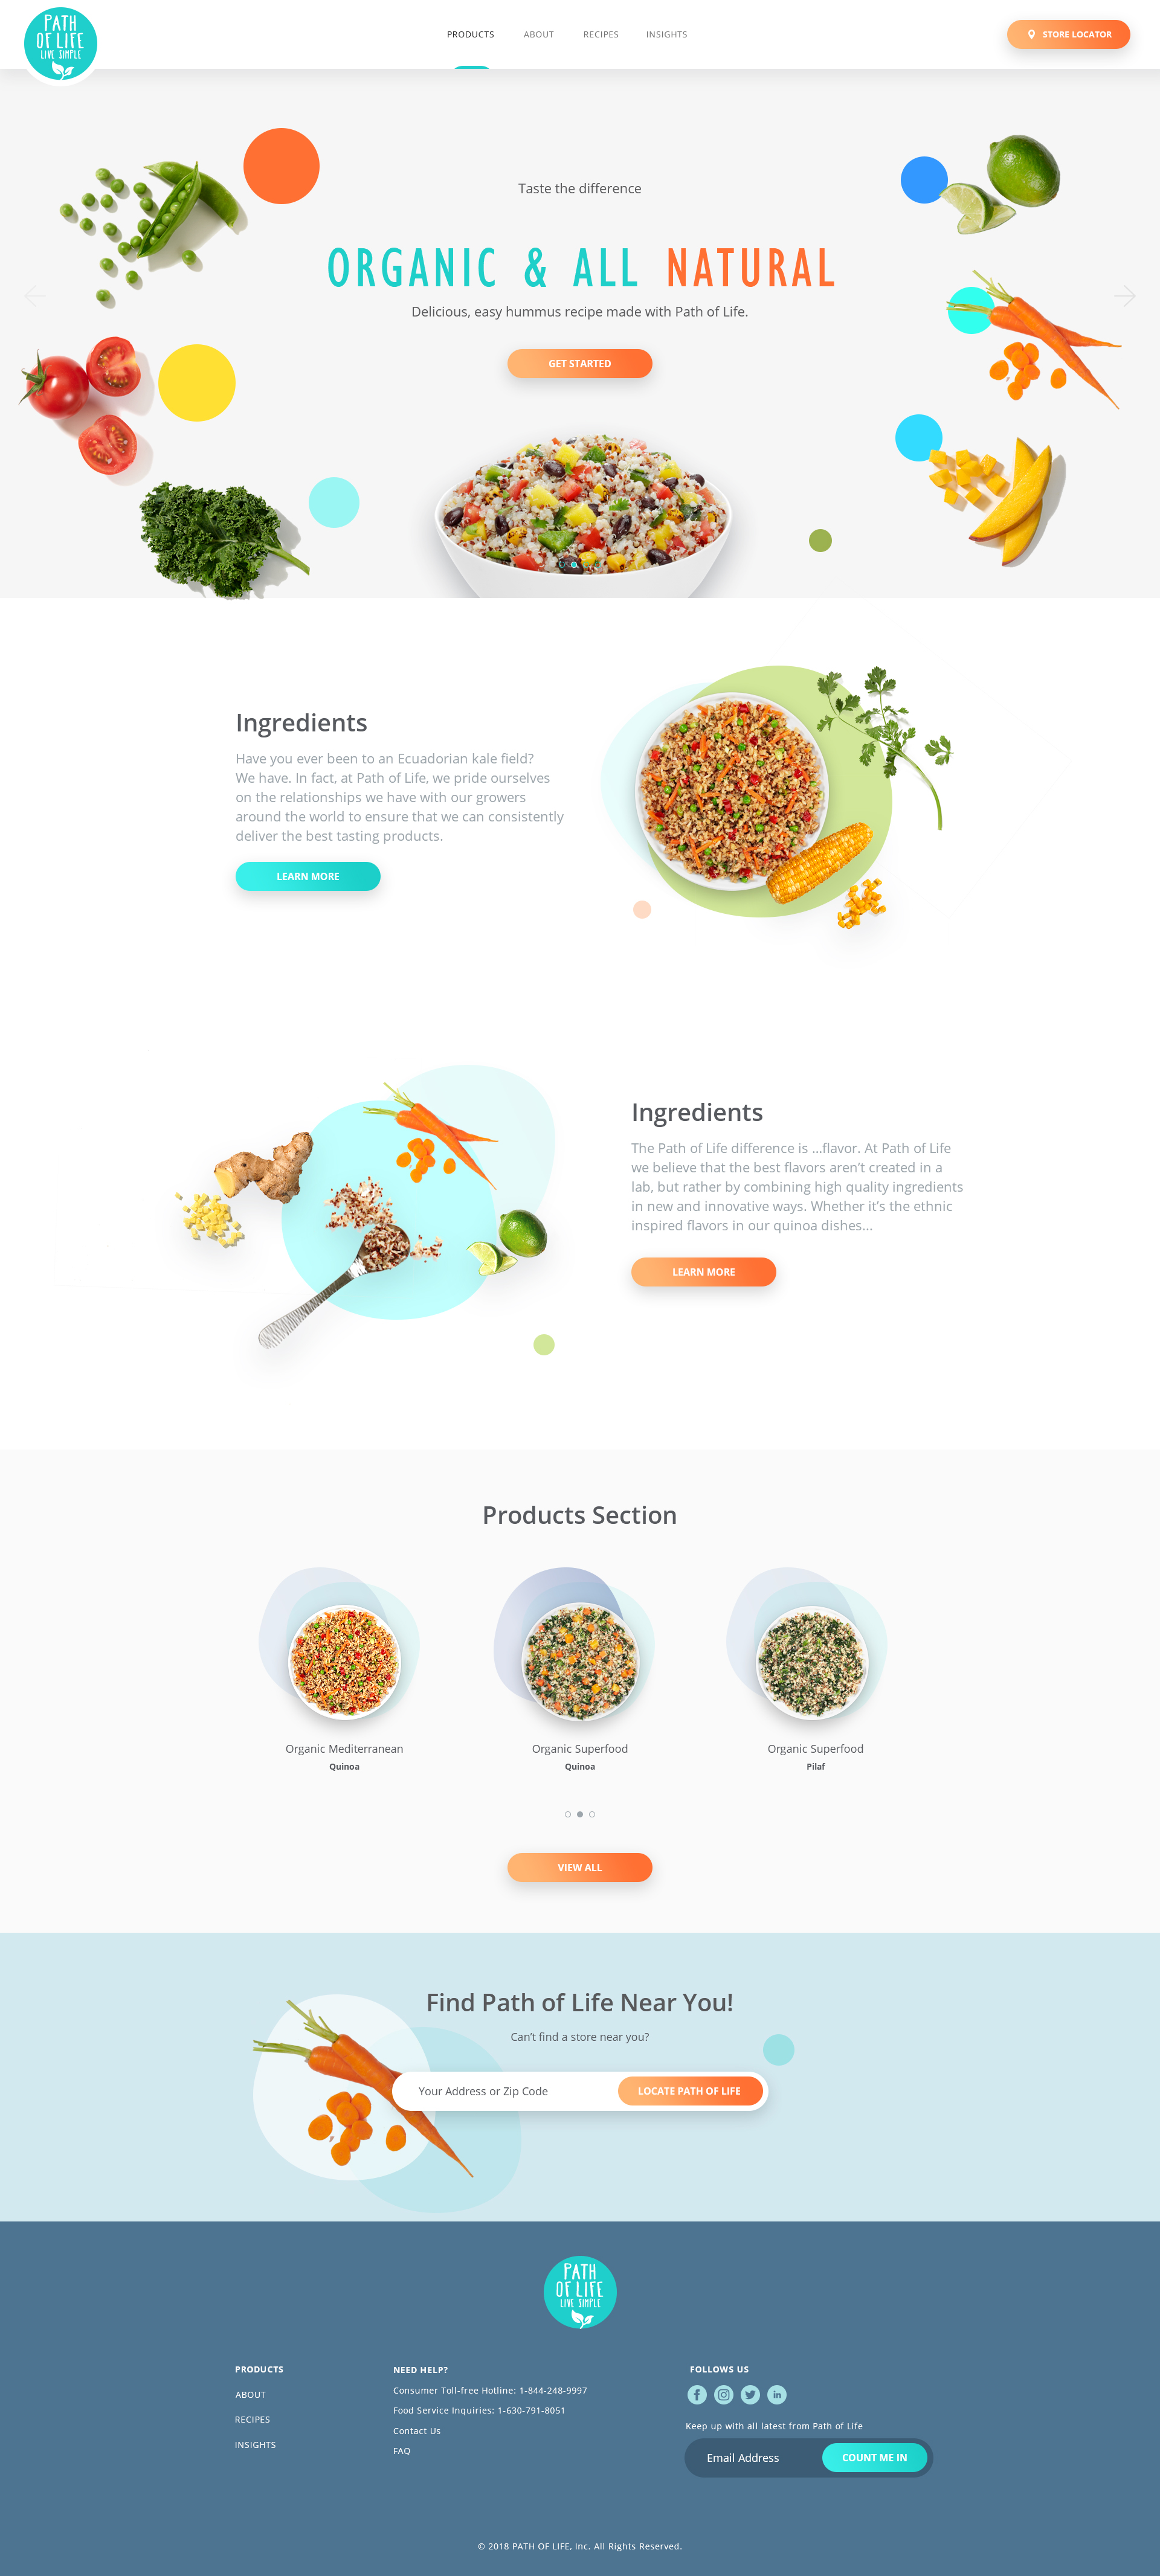 PATH
OF LIFE
LIVE SIMPLE
PRODUCTS
ABOUT
RECIPES
INSIGHTS
STORE LOCATOR
Taste the difference
ORGANIC & ALL NATURAL
Delicious, easy hummus recipe made with Path of Life.
GET STARTED
Ingredients
Have you ever been to an Ecuadorian kale field?
We have. In fact, at Path of Life, we pride ourselves
on the relationships we have with our growers
around the world to ensure that we can consistently
deliver the best tasting products.
LEARN MORE
Ingredients
The Path of Life difference is ...flavor. At Path of Life
we believe that the best flavors aren’t created in a
lab, but rather by combining high quality ingredients
in new and innovative ways. Whether it’s the ethnic
inspired flavors in our quinoa dishes...
LEARN MORE
Products Section
Organic Mediterranean
Quinoa
Organic Superfood
Quinoa
Organic Superfood
Pilaf
VIEW ALL
Find Path of Life Near You!
Can’t find a store near you?
Your Address or Zip Code
LOCATE PATH OF LIFE
PATH
OF LIFE
LIVE SIMPLE
PRODUCTS
ABOUT
RECIPES
INSIGHTS
NEED HELP?
Consumer Toll-free Hotline: 1-844-248-9997
Food Service Inquiries: 1-630-791-8051
Contact Us
FAQ
FOLLOWS US
Keep up with all latest from Path of Life
Email Address
COUNT ME IN
© 2018 PATH OF LIFE, Inc. All Rights Reserved.